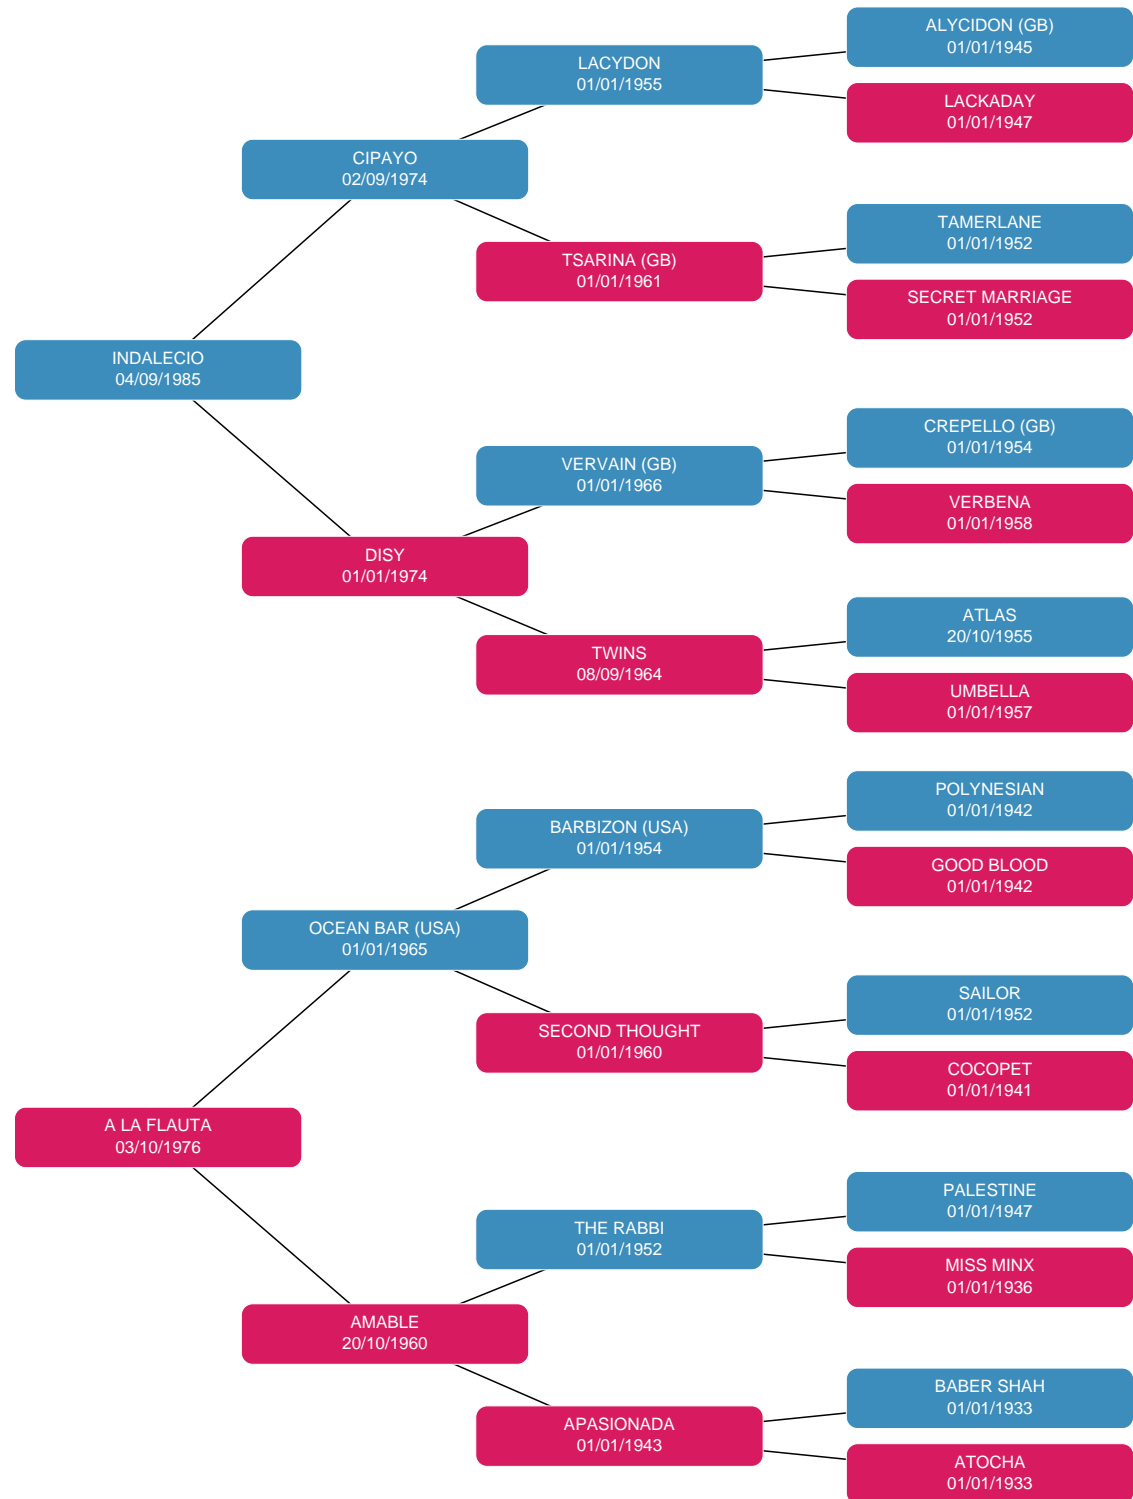 ALYCIDON (GB)
01/01/1945
LACYDON
01/01/1955
LACKADAY
01/01/1947
CIPAYO
02/09/1974
TAMERLANE
01/01/1952
TSARINA (GB)
01/01/1961
SECRET MARRIAGE
01/01/1952
INDALECIO
04/09/1985
CREPELLO (GB)
01/01/1954
VERVAIN (GB)
01/01/1966
VERBENA
01/01/1958
DISY
01/01/1974
ATLAS
20/10/1955
TWINS
08/09/1964
UMBELLA
01/01/1957
POLYNESIAN
01/01/1942
BARBIZON (USA)
01/01/1954
GOOD BLOOD
01/01/1942
OCEAN BAR (USA)
01/01/1965
SAILOR
01/01/1952
SECOND THOUGHT
01/01/1960
COCOPET
01/01/1941
A LA FLAUTA
03/10/1976
PALESTINE
01/01/1947
THE RABBI
01/01/1952
MISS MINX
01/01/1936
AMABLE
20/10/1960
BABER SHAH
01/01/1933
APASIONADA
01/01/1943
ATOCHA
01/01/1933